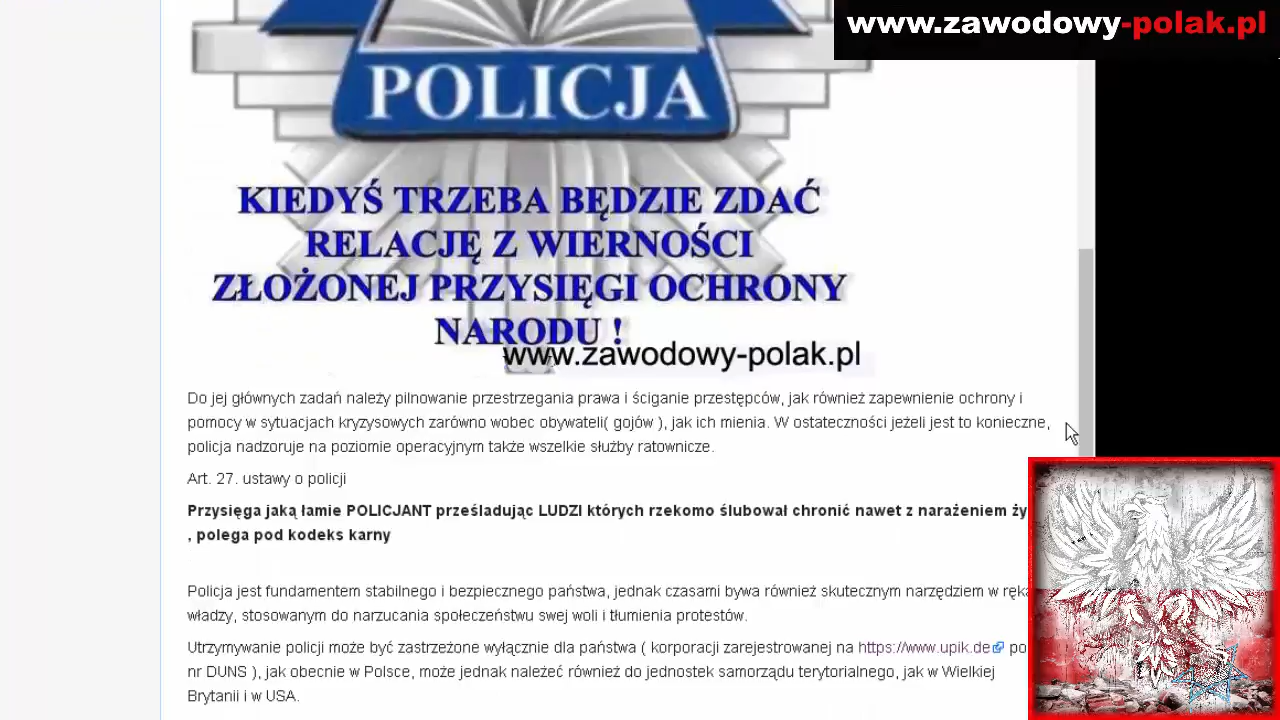 www.zawodowy-polak.pl
POLICJA
KIEDYŚ TRZEBA BĘDZIE ZDAĆ
RELACJĘ Z WIERNOŚCI
ZŁOŻONEJ PRZYSIĘGI OCHRONY
NARODU !
www.zawodowy-polak.pl
Do jej głównych zadań należy pilnowanie przestrzegania prawa i ściganie przestępców, jak również zapewnienie ochrony i
pomocy w sytuacjach kryzysowych zarówno wobec obywateli( gojów ), jak ich mienia. W ostateczności jeżeli jest to konieczne,
policja nadzoruje na poziomie operacyjnym także wszelkie służby ratownicze.
Art. 27. ustawy o policji
Przysięga jaką łamie POLICJANT prześladując LUDZI których rzekomo ślubował chronić nawet z narażeniem ży
, polega pod kodeks karny
Policja jest fundamentem stabilnego i bezpiecznego państwa, jednak czasami bywa również skutecznym narzędziem w ręka
władzy, stosowanym do narzucania społeczeństwu swej woli i tłumienia protestów.
Utrzymywanie policji może być zastrzeżone wyłącznie dla państwa ( korporacji zarejestrowanej na https://www.upik.de po
nr DUNS ), jak obecnie w Polsce, może jednak należeć również do jednostek samorządu terytorialnego, jak w Wielkiej
Brytanii i w USA.